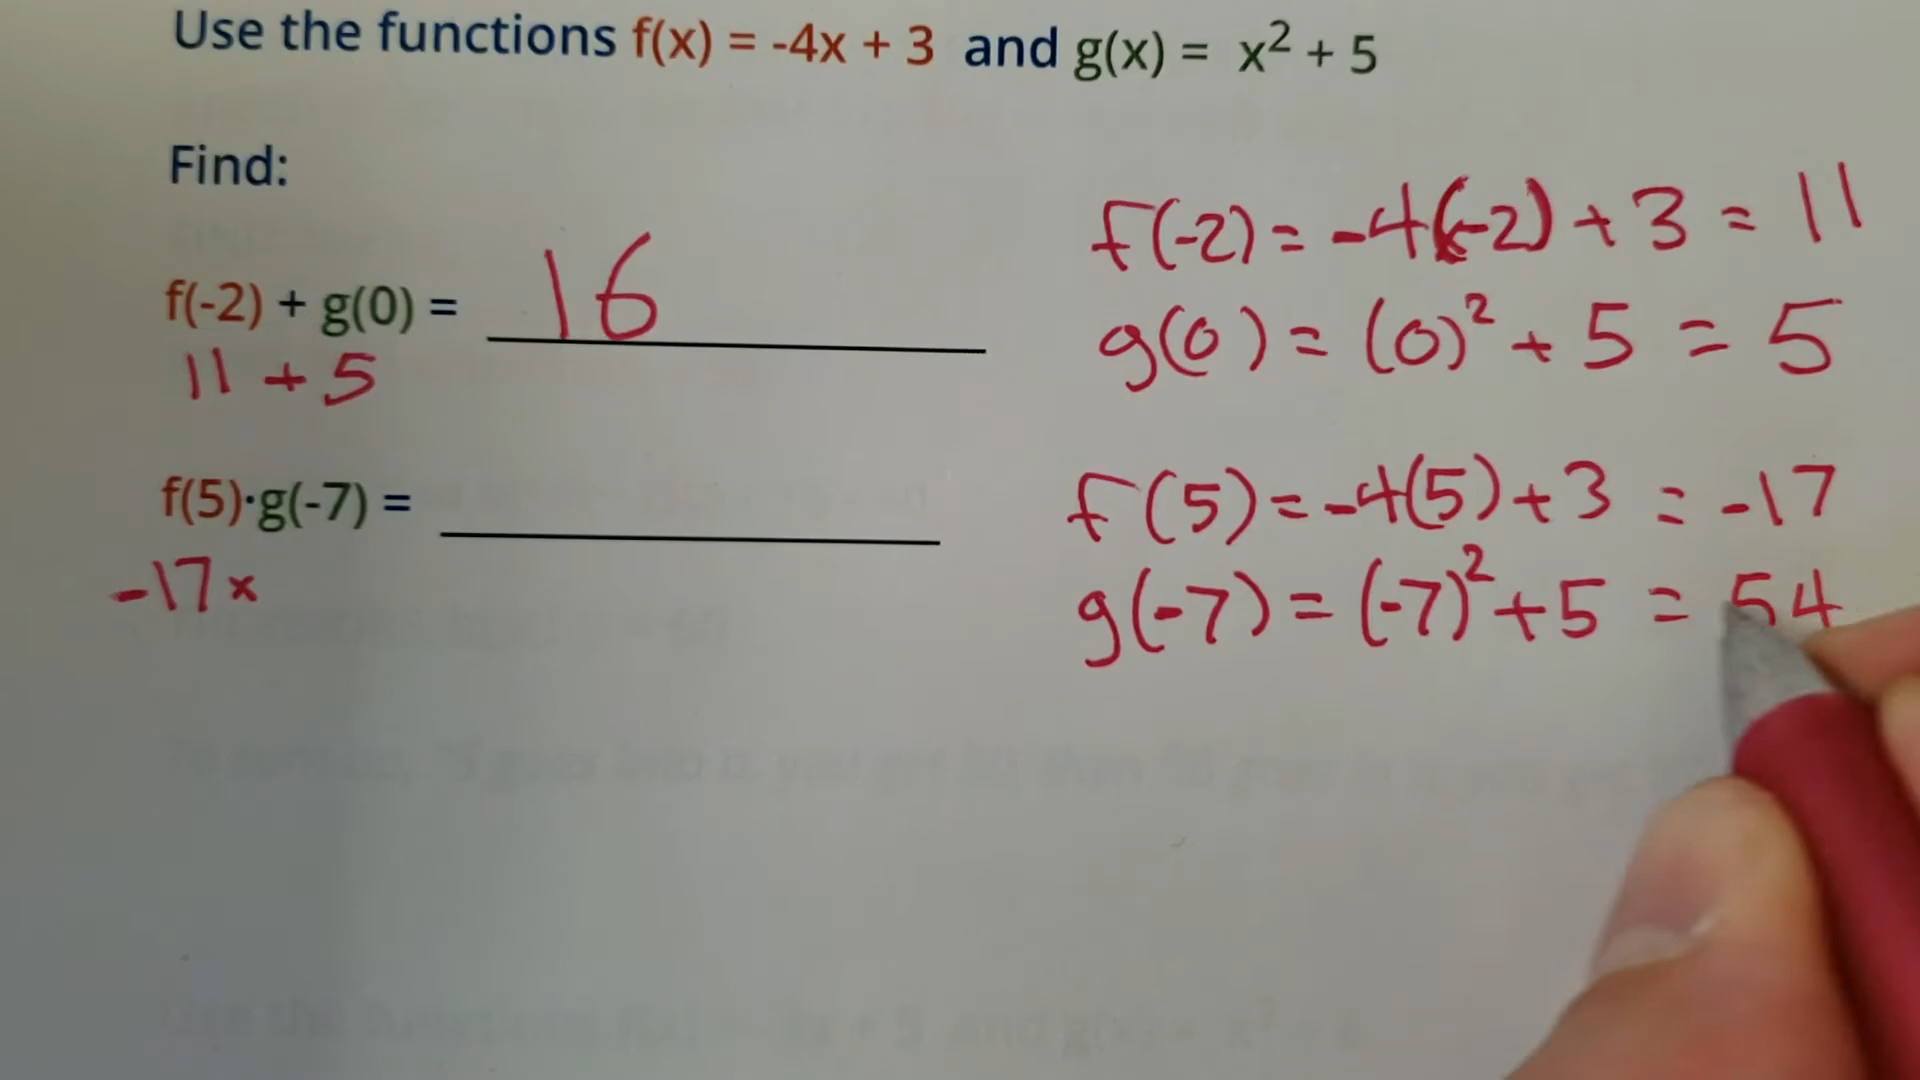 Use the functions f(x) = -4x + 3 and g(x) = x² + 5
Find:
f(-2) + g(0) = 16
11 + 5
f(-2) = -4(-2) + 3 = 11
g(0) = (0)² + 5 = 5
f(5)·g(-7) =
-17 x
f(5) = -4(5) + 3 = -17
g(-7) = (-7)² + 5 = 54